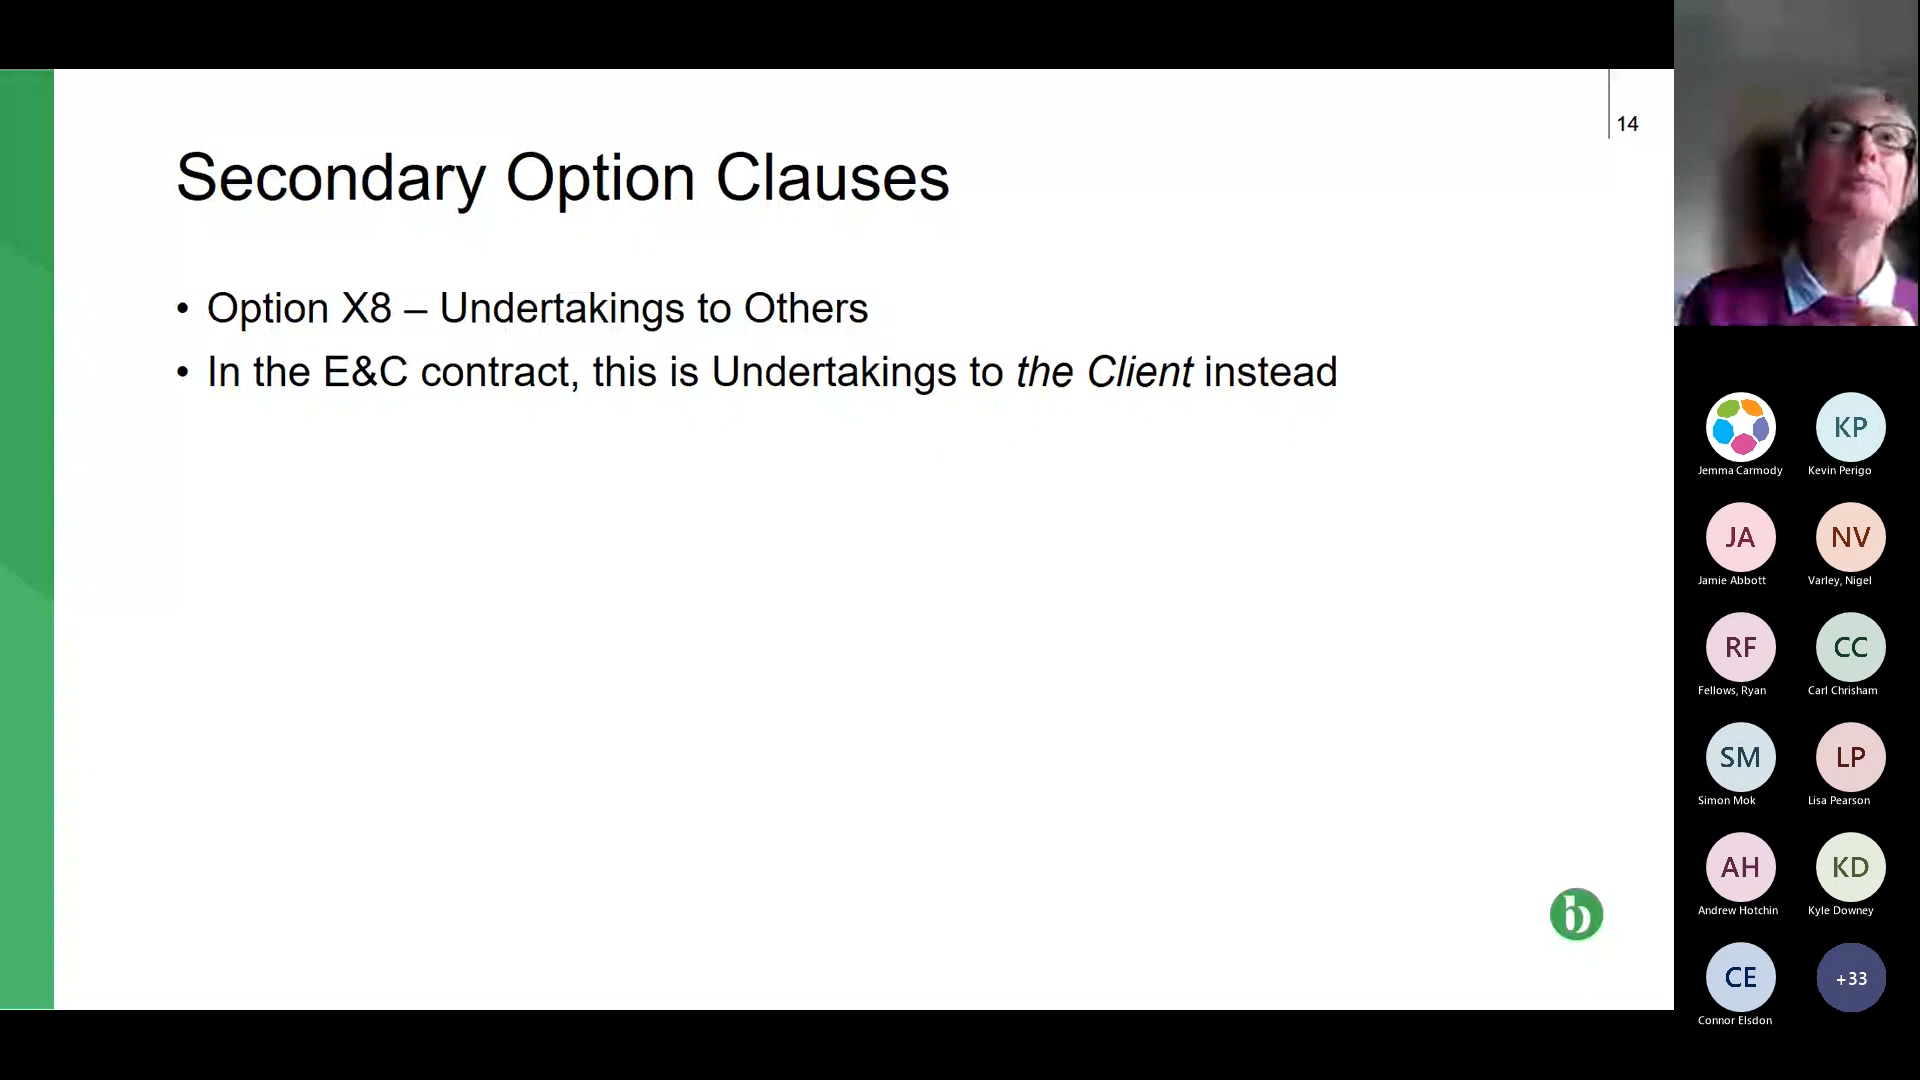 14
Secondary Option Clauses
• Option X8 – Undertakings to Others
• In the E&C contract, this is Undertakings to the Client instead
b
Jemma Carmody
KP
Kevin Perigo
JA
Jamie Abbott
NV
Varley, Nigel
RF
Fellows, Ryan
CC
Carl Chrisham
SM
Simon Mok
LP
Lisa Pearson
AH
Andrew Hotchin
KD
Kyle Downey
CE
Connor Elsdon
+33